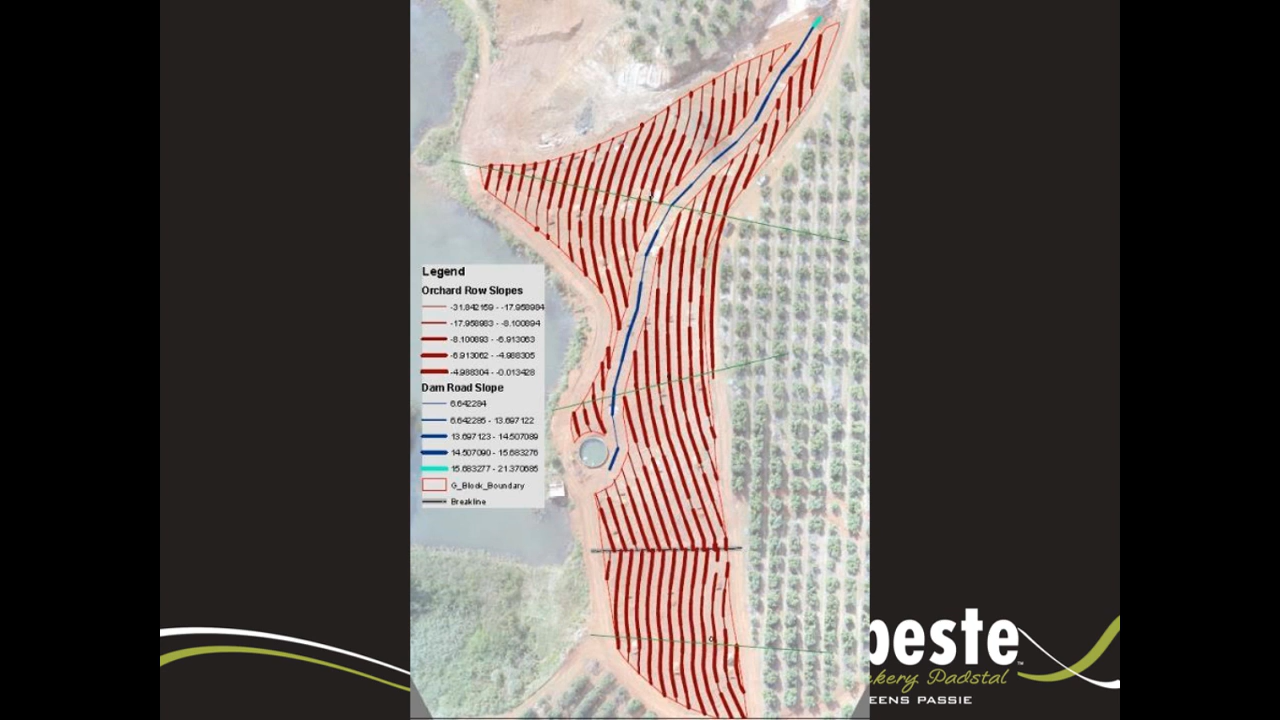 Legend
Orchard Row Slopes
-31.842159 - -17.958984
-17.958983 - -8.100894
-8.100893 - -6.913063
-6.913062 - -4.988305
-4.988304 - -0.013428
Dam Road Slope
6.642284
6.642285 - 13.697122
13.697123 - 14.507089
14.507090 - 15.683276
15.683277 - 21.370685
G_Block_Boundary
Breakline
beste
kery. Padstal
EENS PASSIE